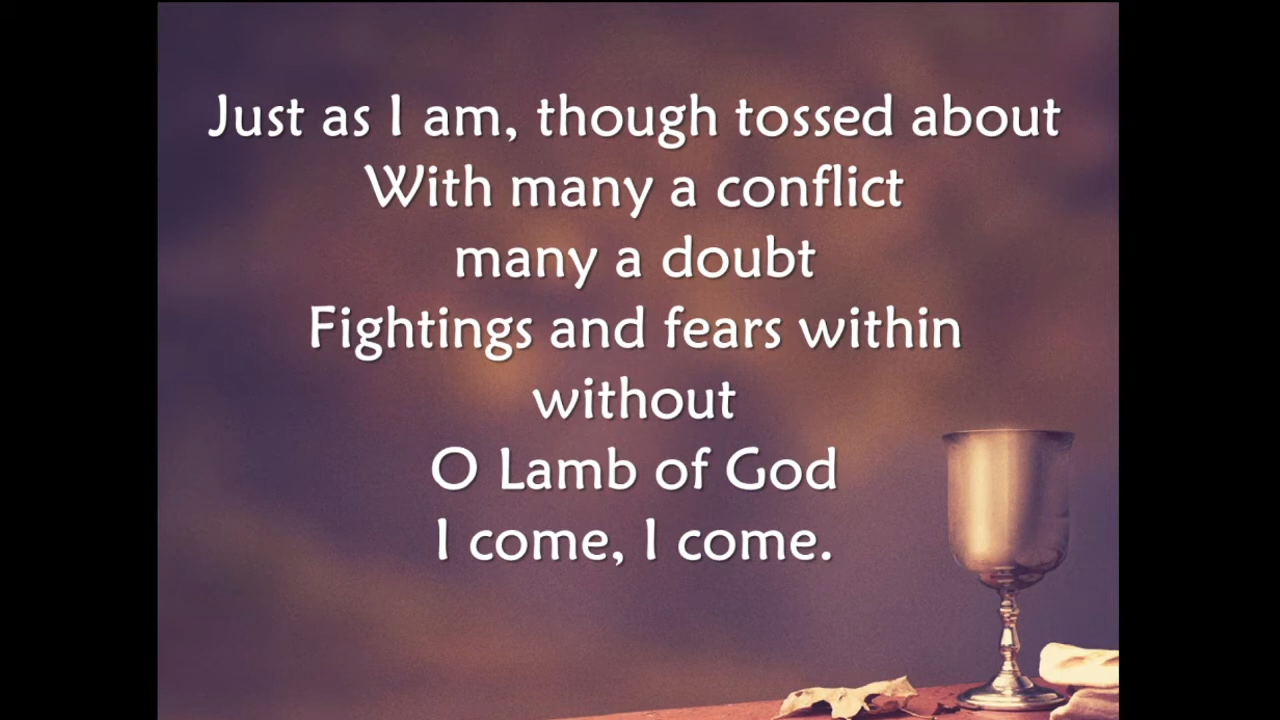 Just as I am, though tossed about
With many a conflict
many a doubt
Fightings and fears within
without
O Lamb of God
I come, I come.